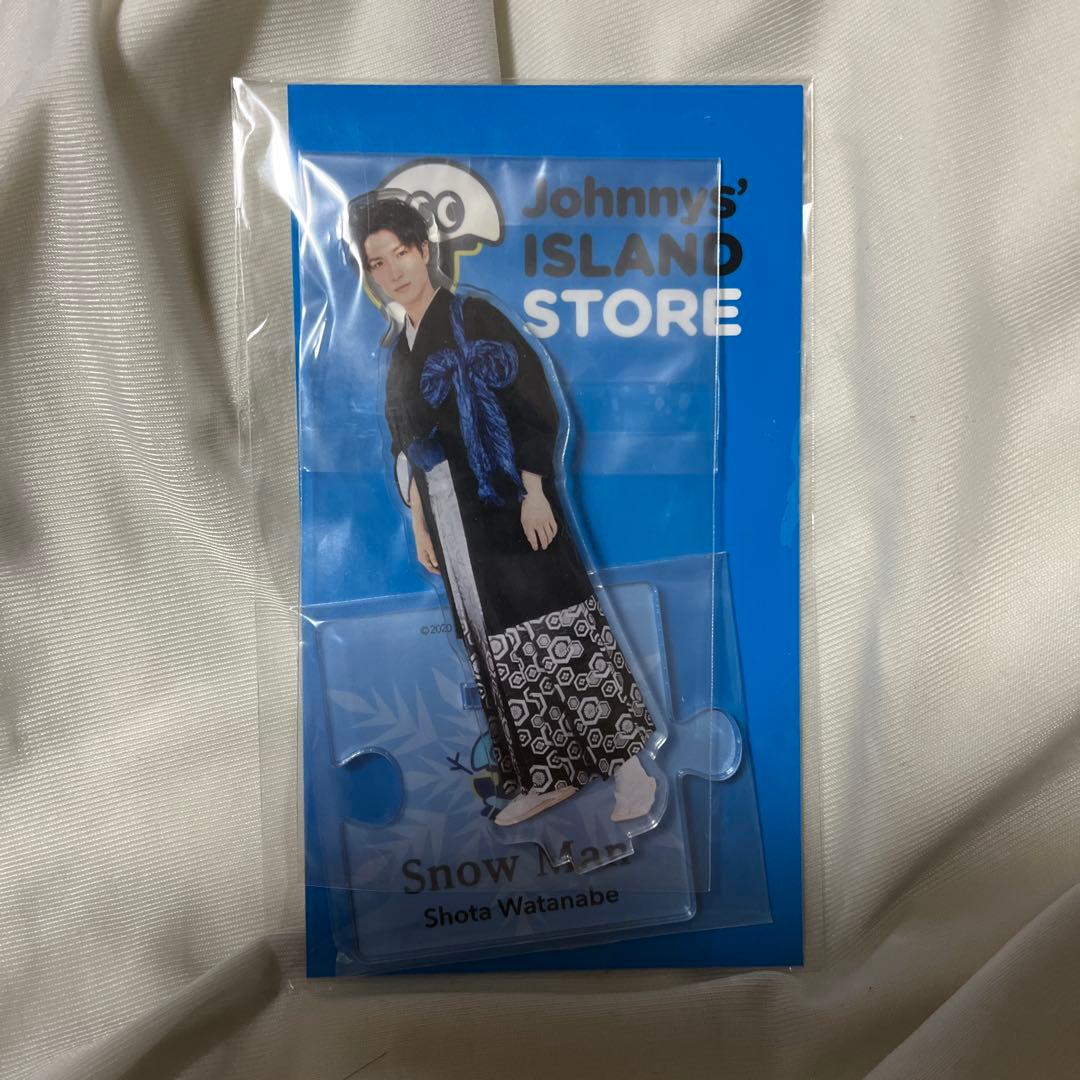 Johnnys'
ISLAND
STORE
©2020
Snow Man
Shota Watanabe